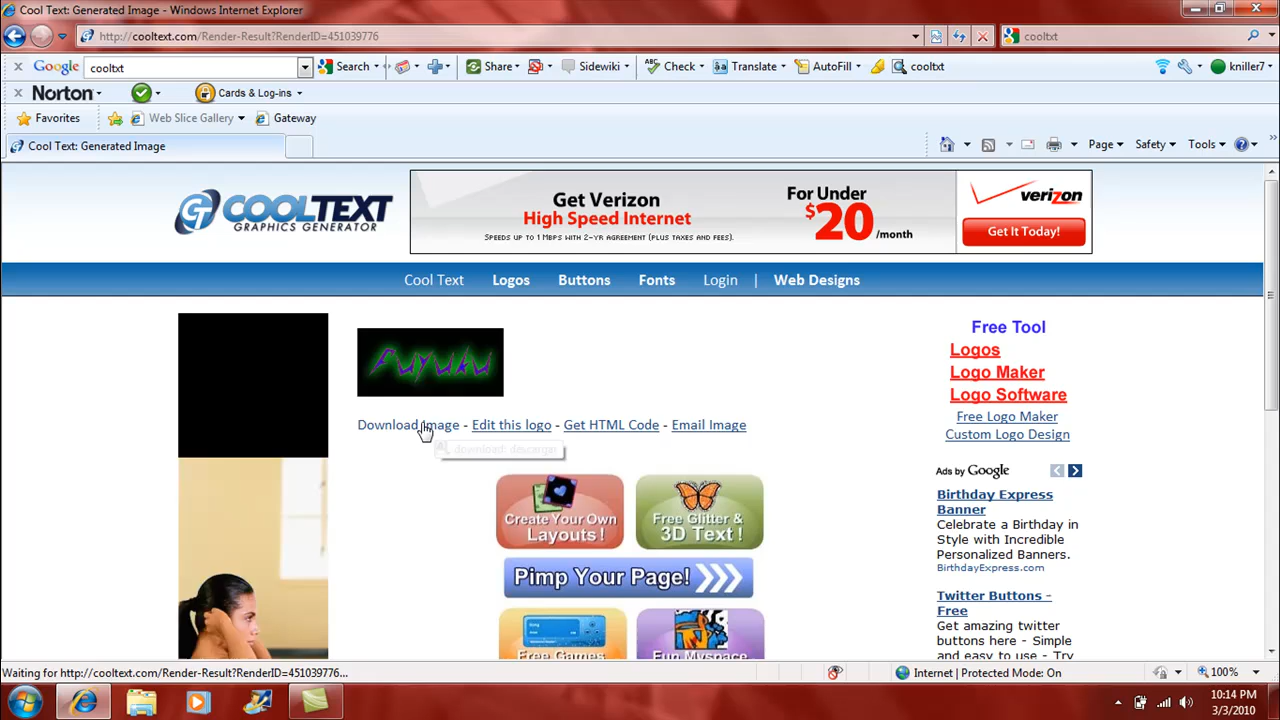 Cool Text: Generated Image - Windows Internet Explorer
http://cooltext.com/Render-Result?RenderID=451039776
cooltxt
Google
cooltxt
Search
Share
Sidewiki
Check
Translate
AutoFill
cooltxt
kniller7
Norton
Cards & Log-ins
Favorites
Web Slice Gallery
Gateway
Cool Text: Generated Image
Page
Safety
Tools
COOLTEXT
GRAPHICS GENERATOR
Get Verizon
High Speed Internet
SPEEDS UP TO 1 MBPS WITH 2-YR AGREEMENT (PLUS TAXES AND FEES).
For Under
$20 /month
verizon
Get It Today!
Cool Text
Logos
Buttons
Fonts
Login
|
Web Designs
Fuyuku
Download Image - Edit this logo - Get HTML Code - Email Image
download: descargar
Create Your Own
Layouts!
Free Glitter &
3D Text!
Pimp Your Page!
Free Games
Fun Myspace
Free Tool
Logos
Logo Maker
Logo Software
Free Logo Maker
Custom Logo Design
Ads by Google
Birthday Express
Banner
Celebrate a Birthday in
Style with Incredible
Personalized Banners.
BirthdayExpress.com
Twitter Buttons -
Free
Get amazing twitter
buttons here - Simple
and easy to use - Try
Waiting for http://cooltext.com/Render-Result?RenderID=451039776...
Internet | Protected Mode: On
100%
10:14 PM
3/3/2010